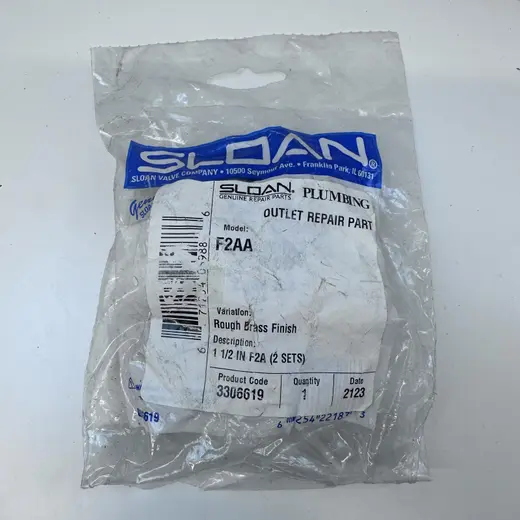 SLOAN®
SLOAN VALVE COMPANY • 10500 Seymour Ave. • Franklin Park, IL 60131
SLOAN. PLUMBING
GENUINE REPAIR PARTS
OUTLET REPAIR PART
Model:
F2AA
Variation:
Rough Brass Finish
Description:
1 1/2 IN F2A (2 SETS)
Product Code Quantity Date
3306619 1 2123